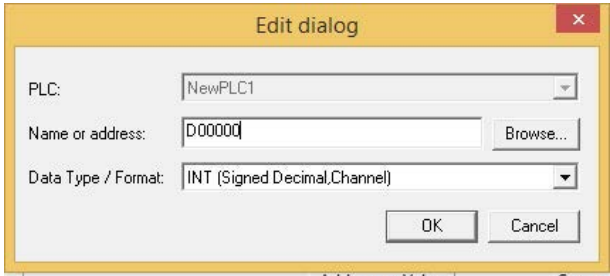 Edit dialog
PLC: NewPLC1
Name or address: D00000 Browse...
Data Type / Format: INT (Signed Decimal,Channel)
OK Cancel